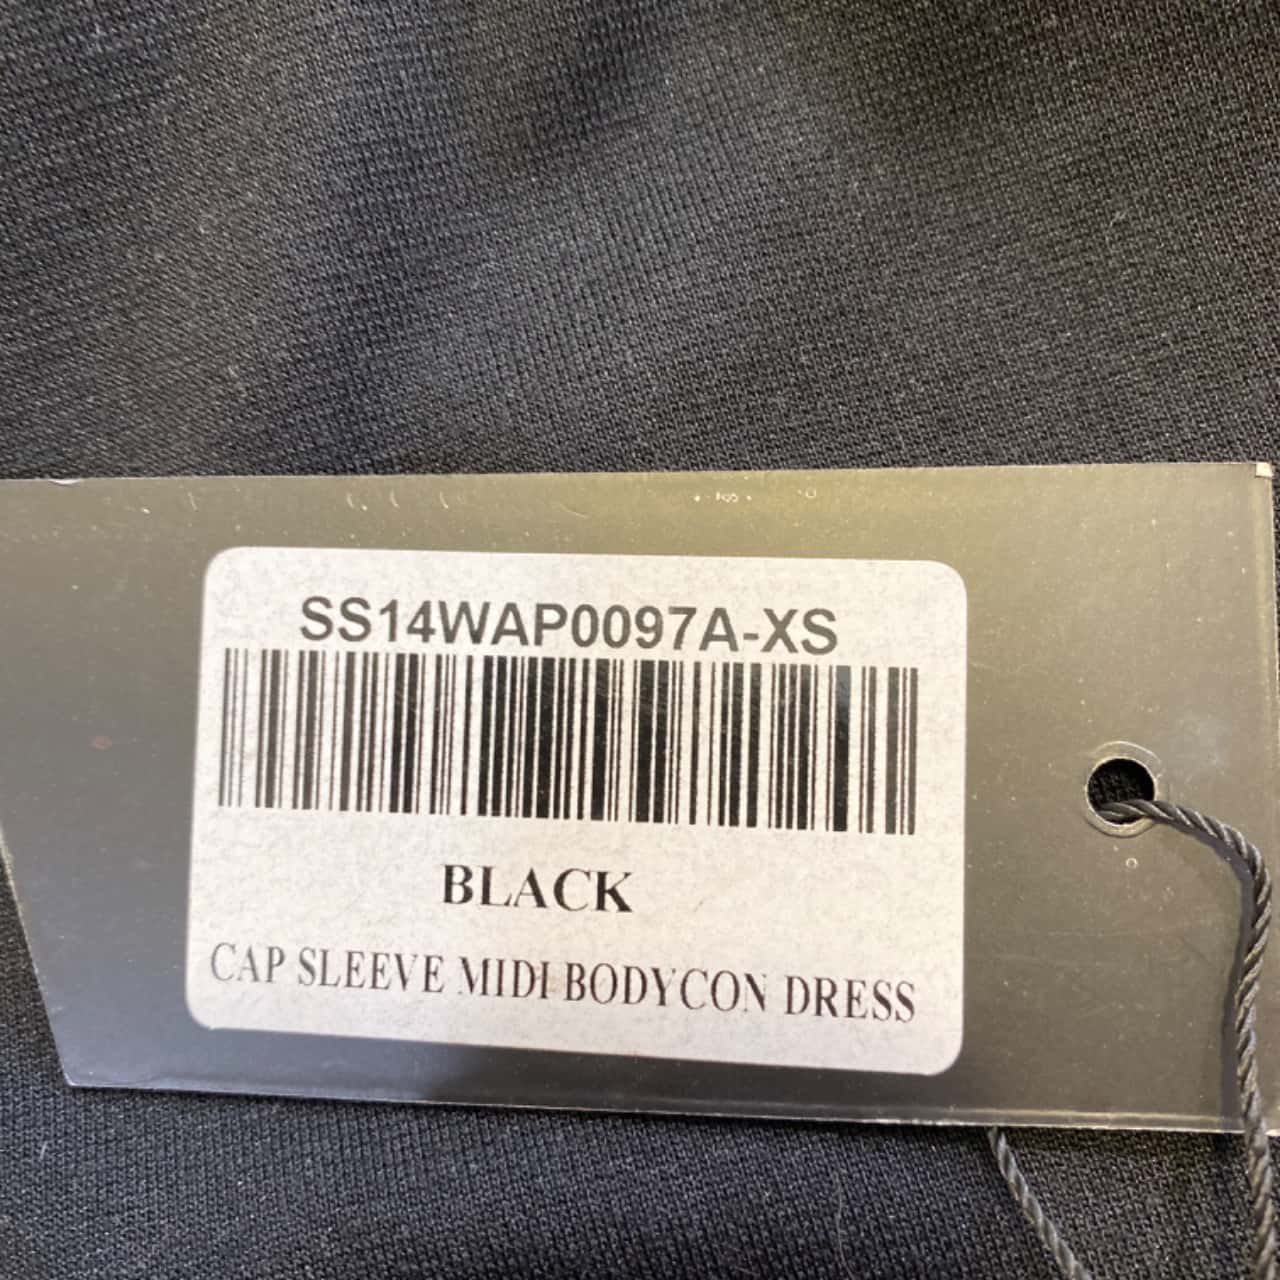 SS14WAP0097A-XS
BLACK
CAP SLEEVE MIDI BODYCON DRESS